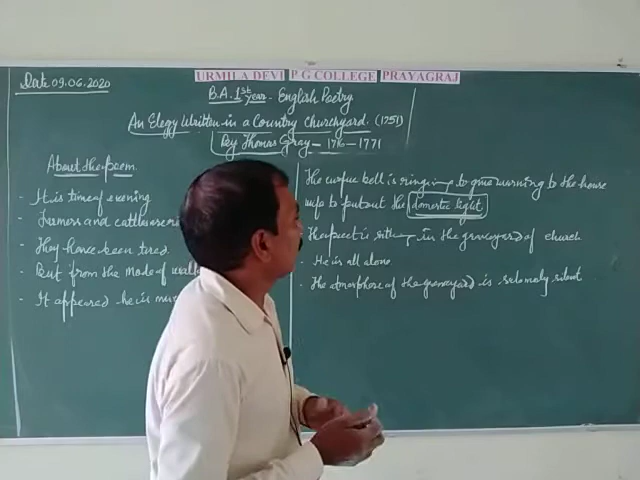 URMILA DEVI P G COLLEGE PRAYAGRAJ
Date 09.06.2020
B.A. 1st year - English Poetry
An Elegy Written in a Country Churchyard. (1751)
By Thomas Gray - 1716 - 1771
About the Poem
- It is time of evening
- Farmers and
- They have been tired
- But from the mode of
- It appeared he is
The curfue bell is ringing to give warning to the house
wife to put out the domestic light
The poet is sitting in the graveyard of church
- He is all alone
- The atmosphere of the graveyard is silent